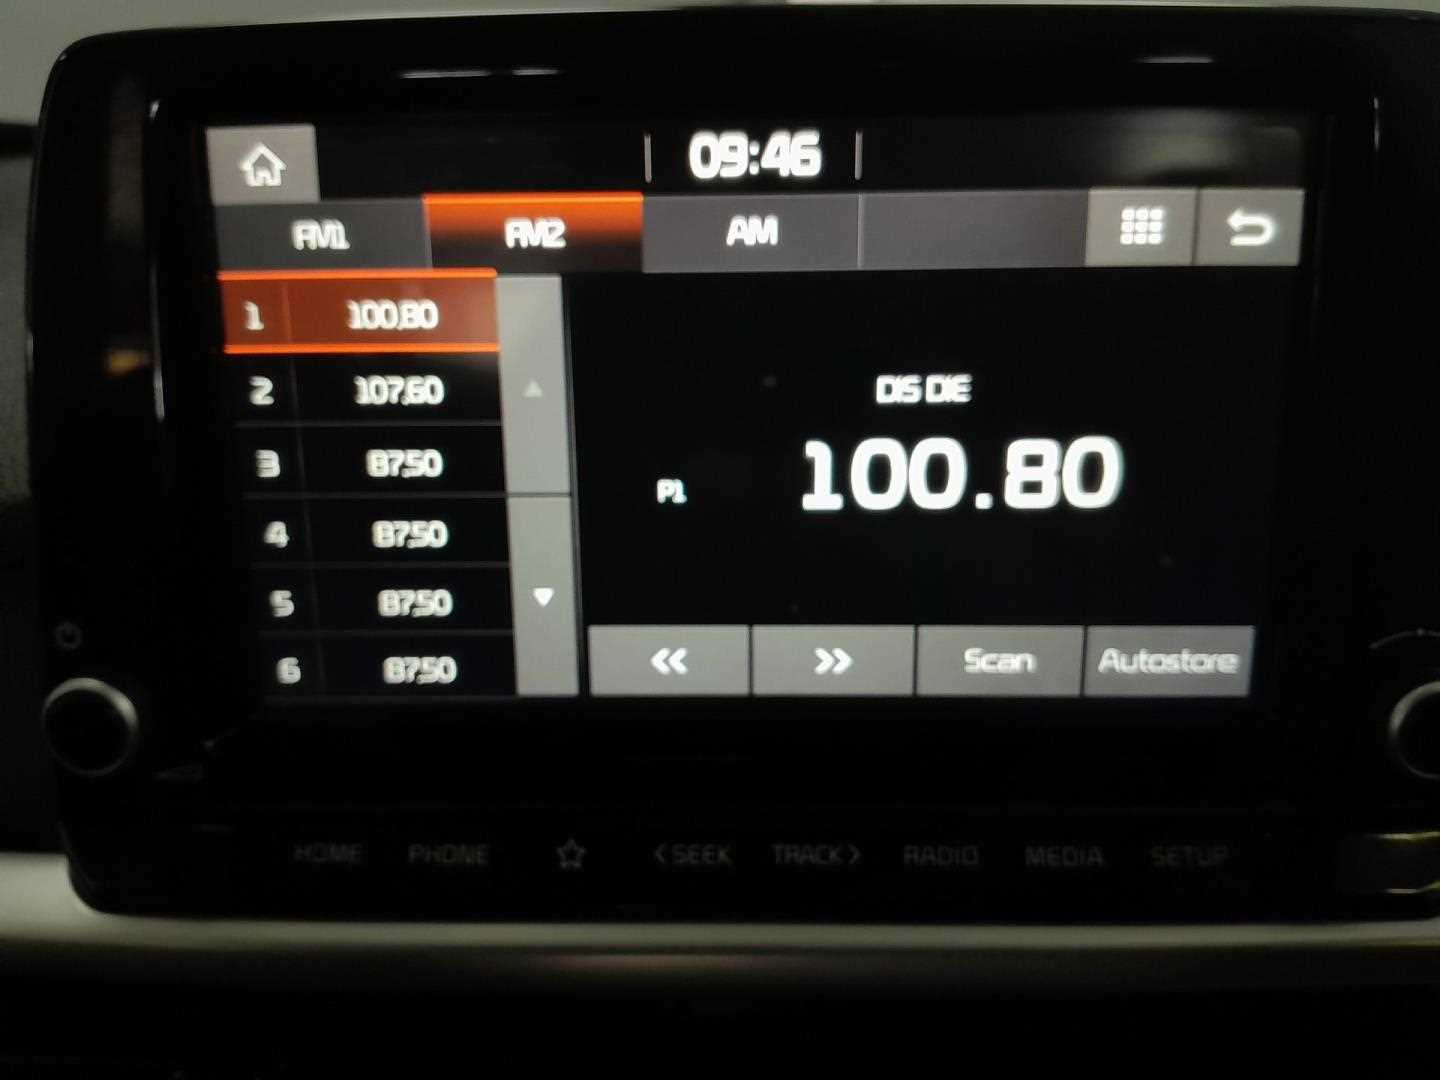 09:46
FM1 FM2 AM
1 100.80
2 107.60
3 87.50
4 87.50
5 87.50
6 87.50
DIS DIE
P1 100.80
Scan Autostore
HOME PHONE <SEEK TRACK> RADIO MEDIA SETUP